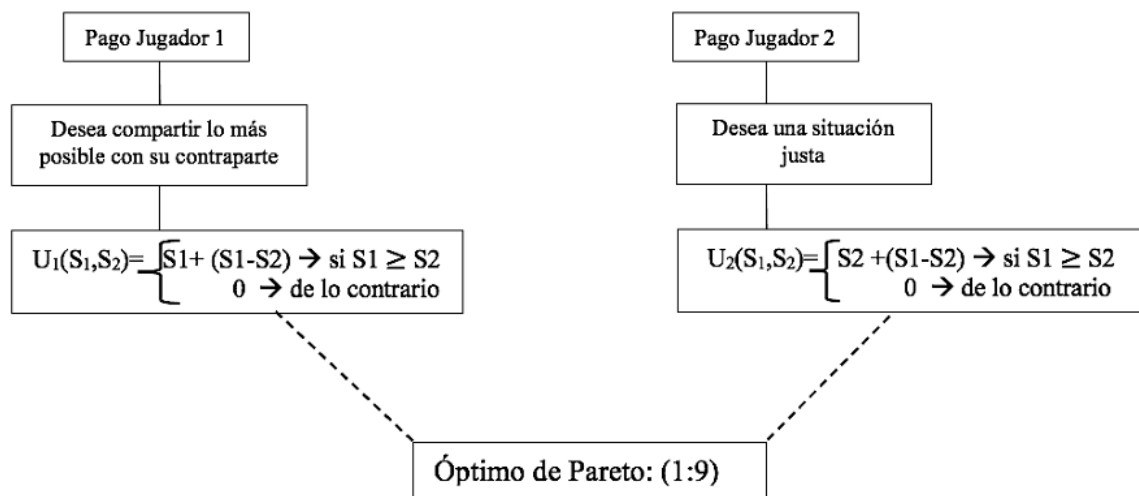 Pago Jugador 1
Desea compartir lo más
posible con su contraparte
U₁(S₁,S₂)= S1+ (S1-S2) → si S1 ≥ S2
0 → de lo contrario
Pago Jugador 2
Desea una situación
justa
U₂(S₁,S₂)= S2 +(S1-S2) → si S1 ≥ S2
0 → de lo contrario
Óptimo de Pareto: (1:9)